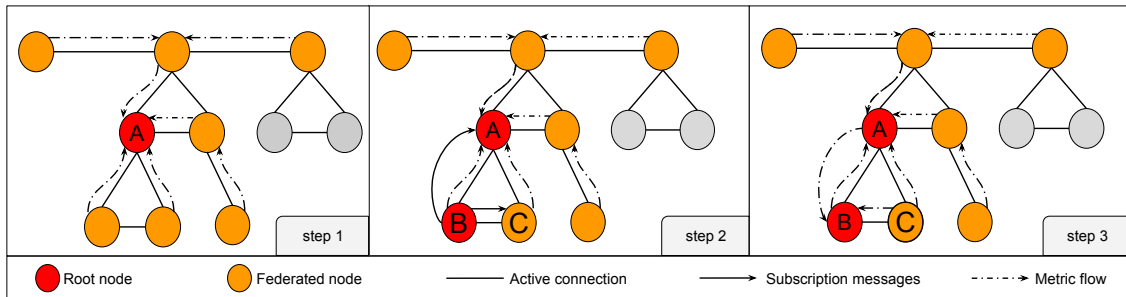 A
step 1
A
B
C
step 2
A
B
C
step 3
Root node
Federated node
Active connection
Subscription messages
Metric flow